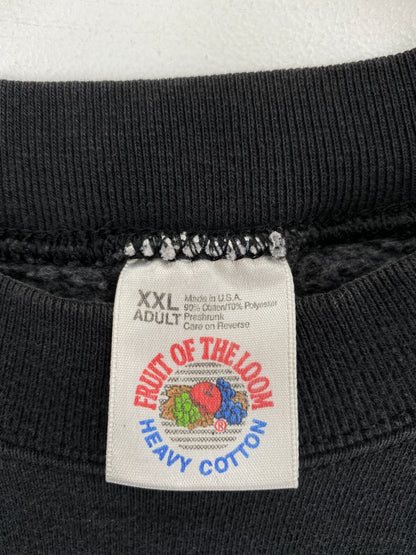 XXL
ADULT
Made in U.S.A.
90% Cotton/10% Polyester
Preshrunk
Care on Reverse
FRUIT OF THE LOOM
®
HEAVY COTTON